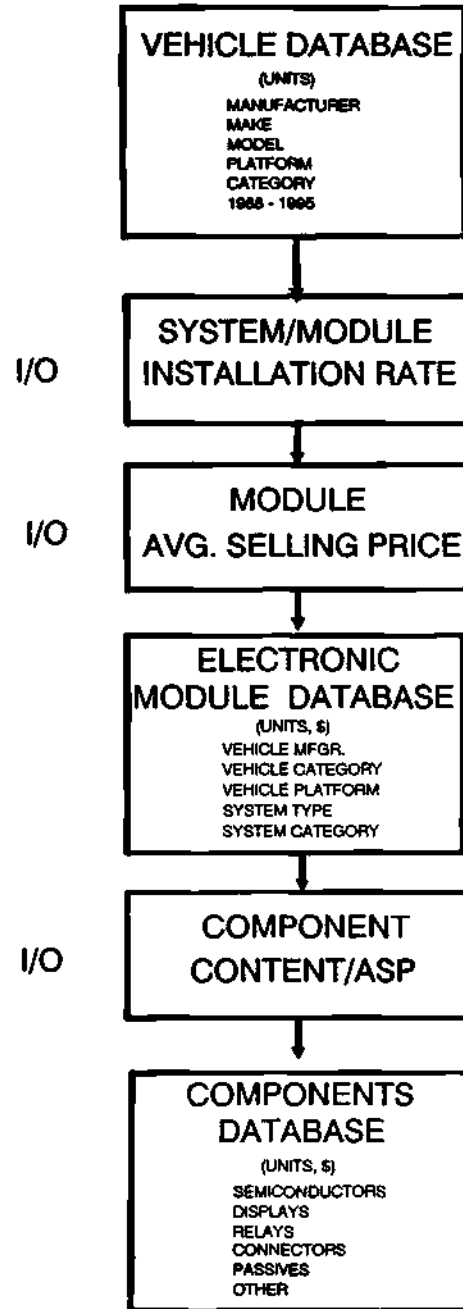 VEHICLE DATABASE
(UNITS)
MANUFACTURER
MAKE
MODEL
PLATFORM
CATEGORY
1988 - 1995
SYSTEM/MODULE
I/O
INSTALLATION RATE
MODULE
I/O
AVG. SELLING PRICE
ELECTRONIC
MODULE DATABASE
(UNITS, $)
VEHICLE MFGR.
VEHICLE CATEGORY
VEHICLE PLATFORM
SYSTEM TYPE
SYSTEM CATEGORY
COMPONENT
I/O
CONTENT/ASP
COMPONENTS
DATABASE
(UNITS, $)
SEMICONDUCTORS
DISPLAYS
RELAYS
CONNECTORS
PASSIVES
OTHER